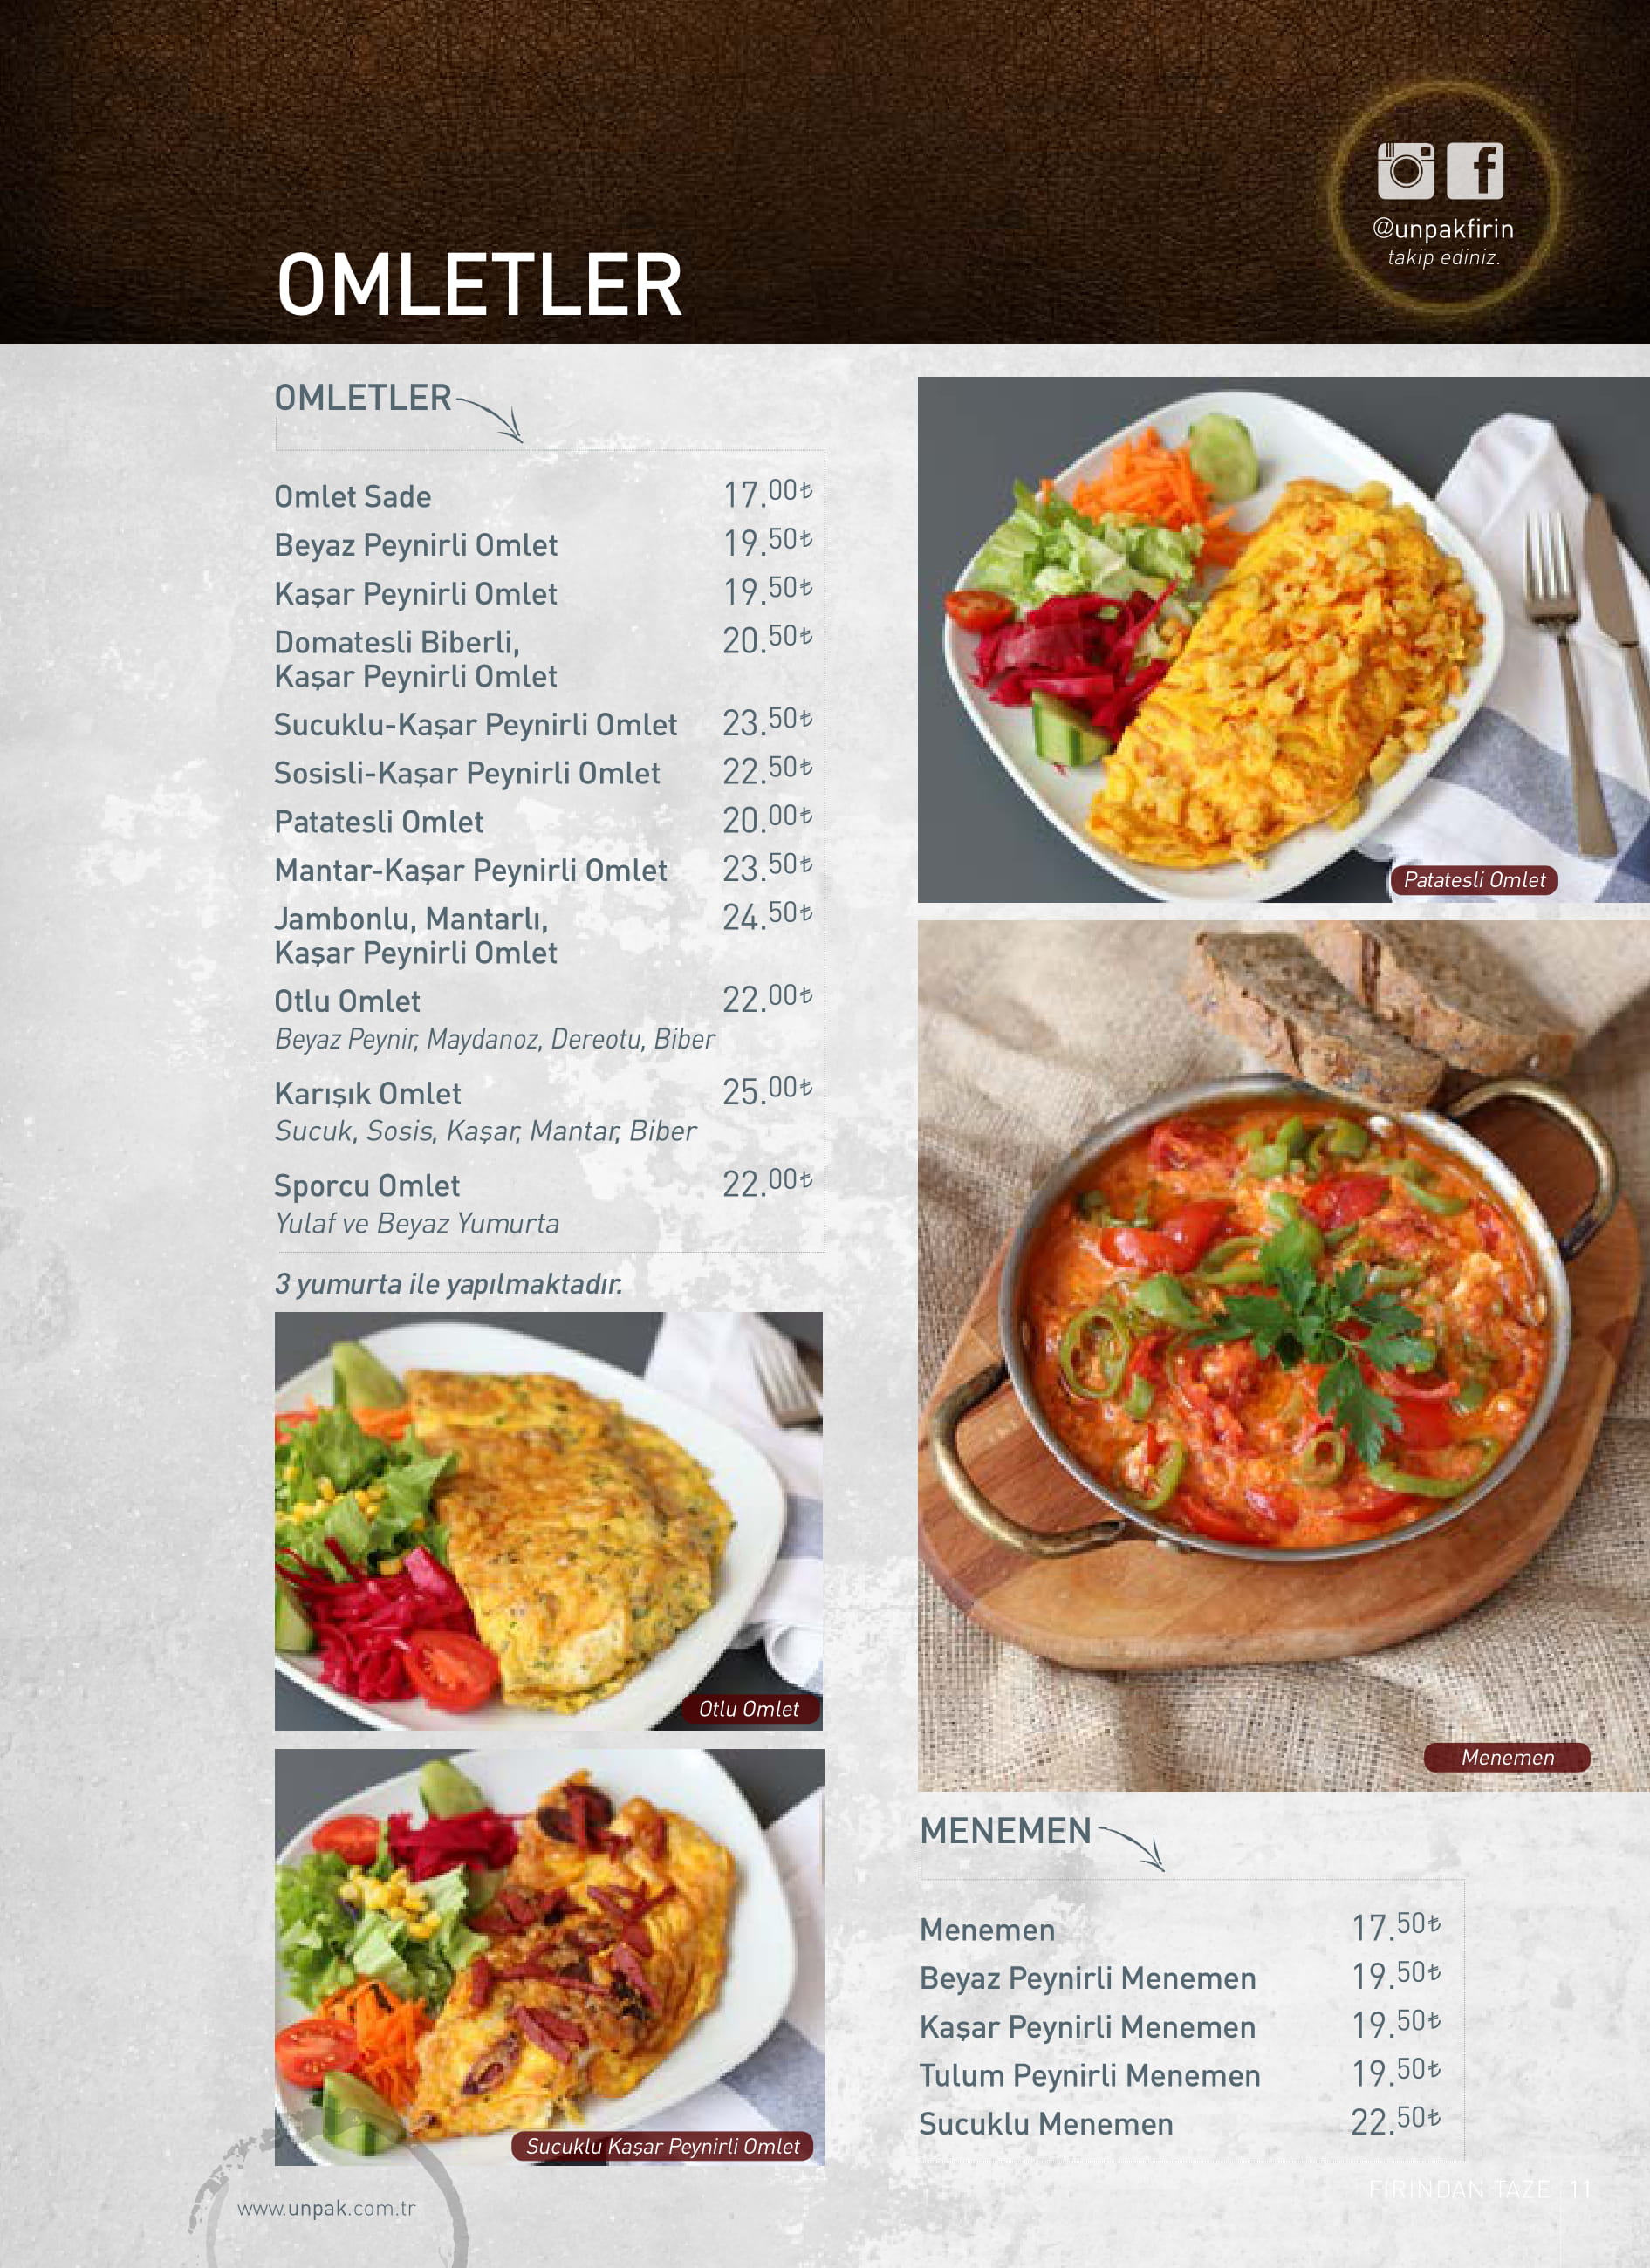 @unpakfirin
takip ediniz.
OMLETLER
OMLETLER
Omlet Sade 17.00₺
Beyaz Peynirli Omlet 19.50₺
Kaşar Peynirli Omlet 19.50₺
Domatesli Biberli, 20.50₺
Kaşar Peynirli Omlet
Sucuklu-Kaşar Peynirli Omlet 23.50₺
Sosisli-Kaşar Peynirli Omlet 22.50₺
Patatesli Omlet 20.00₺
Mantar-Kaşar Peynirli Omlet 23.50₺
Jambonlu, Mantarlı, 24.50₺
Kaşar Peynirli Omlet
Otlu Omlet 22.00₺
Beyaz Peynir, Maydanoz, Dereotu, Biber
Karışık Omlet 25.00₺
Sucuk, Sosis, Kaşar, Mantar, Biber
Sporcu Omlet 22.00₺
Yulaf ve Beyaz Yumurta
3 yumurta ile yapılmaktadır.
Otlu Omlet
Sucuklu Kaşar Peynirli Omlet
Patatesli Omlet
Menemen
MENEMEN
Menemen 17.50₺
Beyaz Peynirli Menemen 19.50₺
Kaşar Peynirli Menemen 19.50₺
Tulum Peynirli Menemen 19.50₺
Sucuklu Menemen 22.50₺
www.unpak.com.tr
FIRINDAN TAZE 11